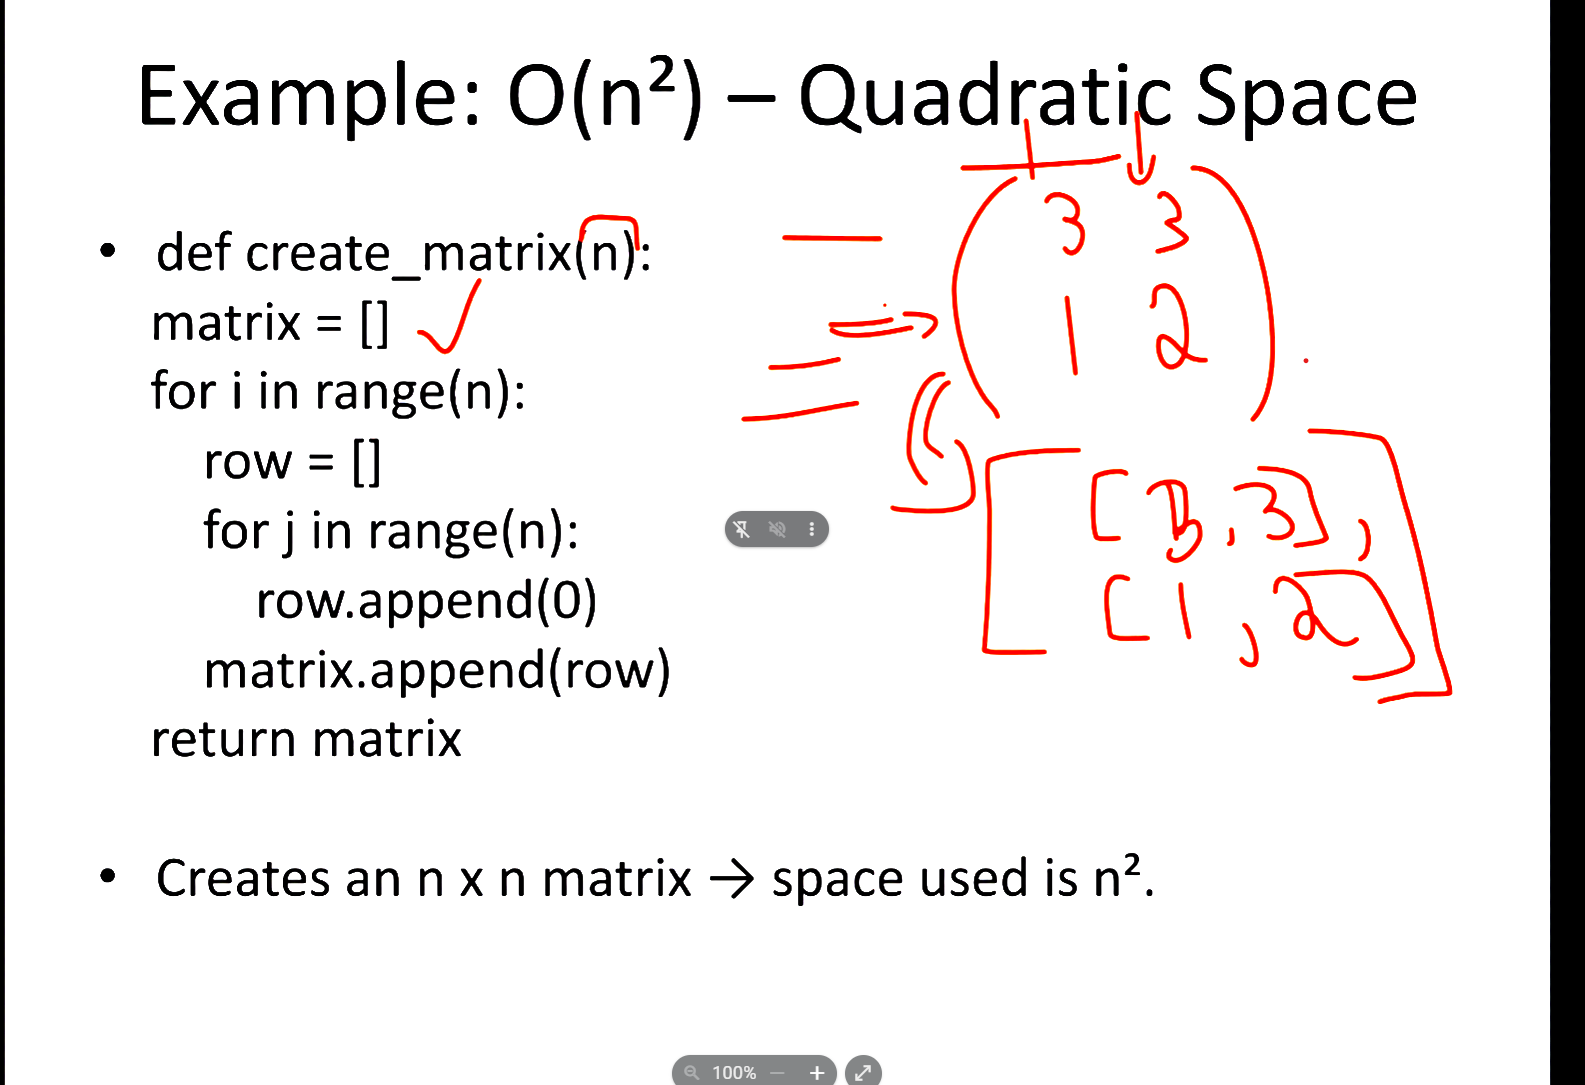 Example: O(n²) – Quadratic Space
• def create_matrix(n):
matrix = []
for i in range(n):
row = []
for j in range(n):
row.append(0)
matrix.append(row)
return matrix
3 3
1 2
[[3,3],
[1,2]]
• Creates an n x n matrix → space used is n².
100%